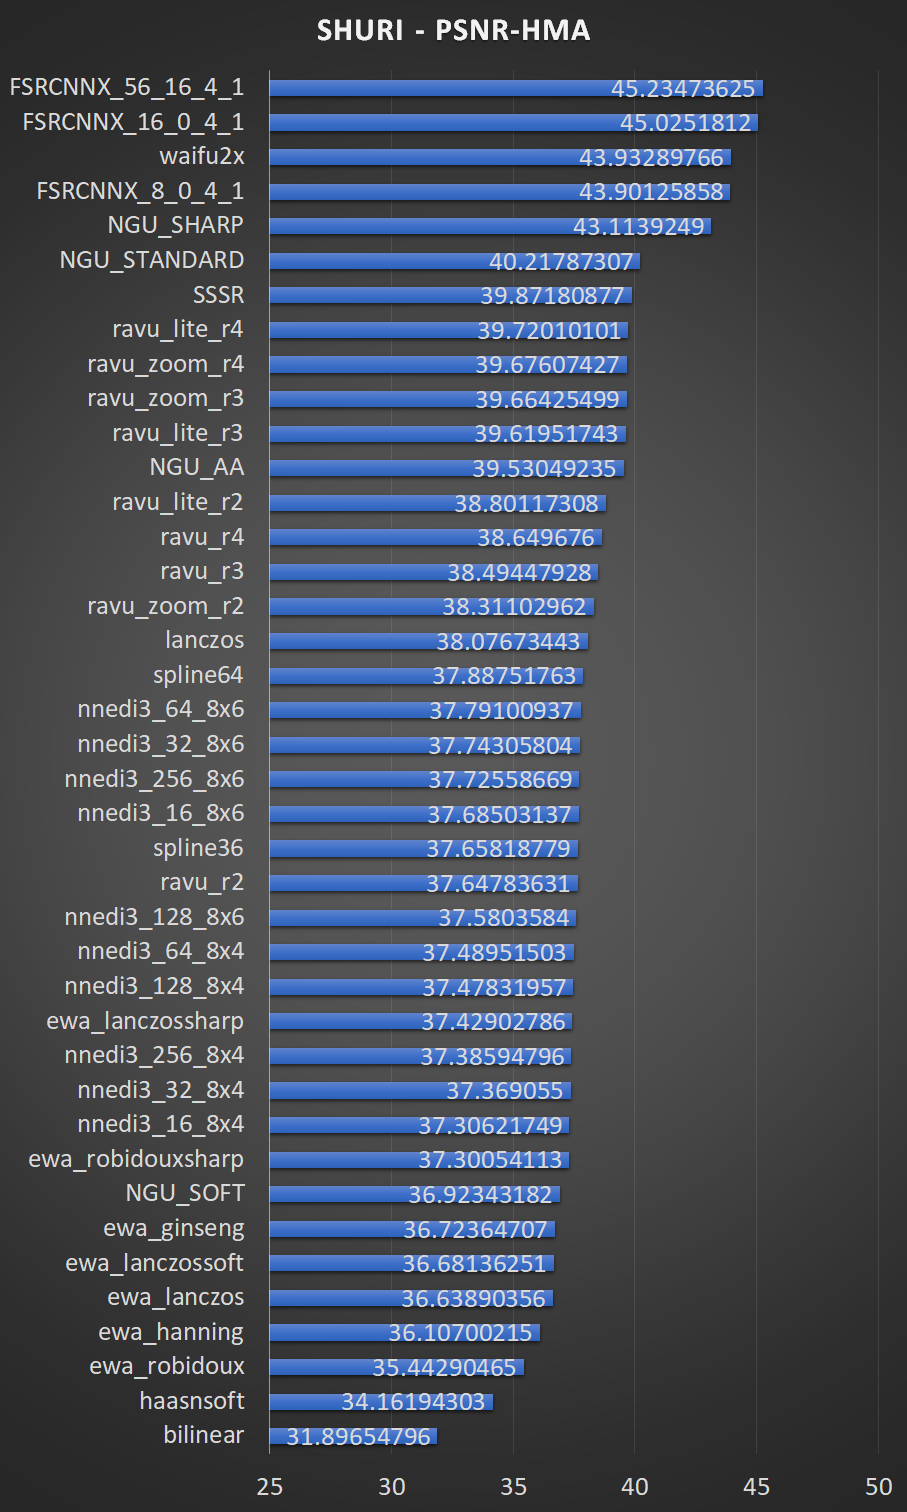 SHURI - PSNR-HMA
FSRCNNX_56_16_4_1 45.23473625
FSRCNNX_16_0_4_1 45.0251812
waifu2x 43.93289766
FSRCNNX_8_0_4_1 43.90125858
NGU_SHARP 43.1139249
NGU_STANDARD 40.21787307
SSSR 39.87180877
ravu_lite_r4 39.72010101
ravu_zoom_r4 39.67607427
ravu_zoom_r3 39.66425499
ravu_lite_r3 39.61951743
NGU_AA 39.53049235
ravu_lite_r2 38.80117308
ravu_r4 38.649676
ravu_r3 38.49447928
ravu_zoom_r2 38.31102962
lanczos 38.07673443
spline64 37.88751763
nnedi3_64_8x6 37.79100937
nnedi3_32_8x6 37.74305804
nnedi3_256_8x6 37.72558669
nnedi3_16_8x6 37.68503137
spline36 37.65818779
ravu_r2 37.64783631
nnedi3_128_8x6 37.5803584
nnedi3_64_8x4 37.48951503
nnedi3_128_8x4 37.47831957
ewa_lanczossharp 37.42902786
nnedi3_256_8x4 37.38594796
nnedi3_32_8x4 37.369055
nnedi3_16_8x4 37.30621749
ewa_robidouxsharp 37.30054113
NGU_SOFT 36.92343182
ewa_ginseng 36.72364707
ewa_lanczossoft 36.68136251
ewa_lanczos 36.63890356
ewa_hanning 36.10700215
ewa_robidoux 35.44290465
haasnsoft 34.16194303
bilinear 31.89654796
25 30 35 40 45 50